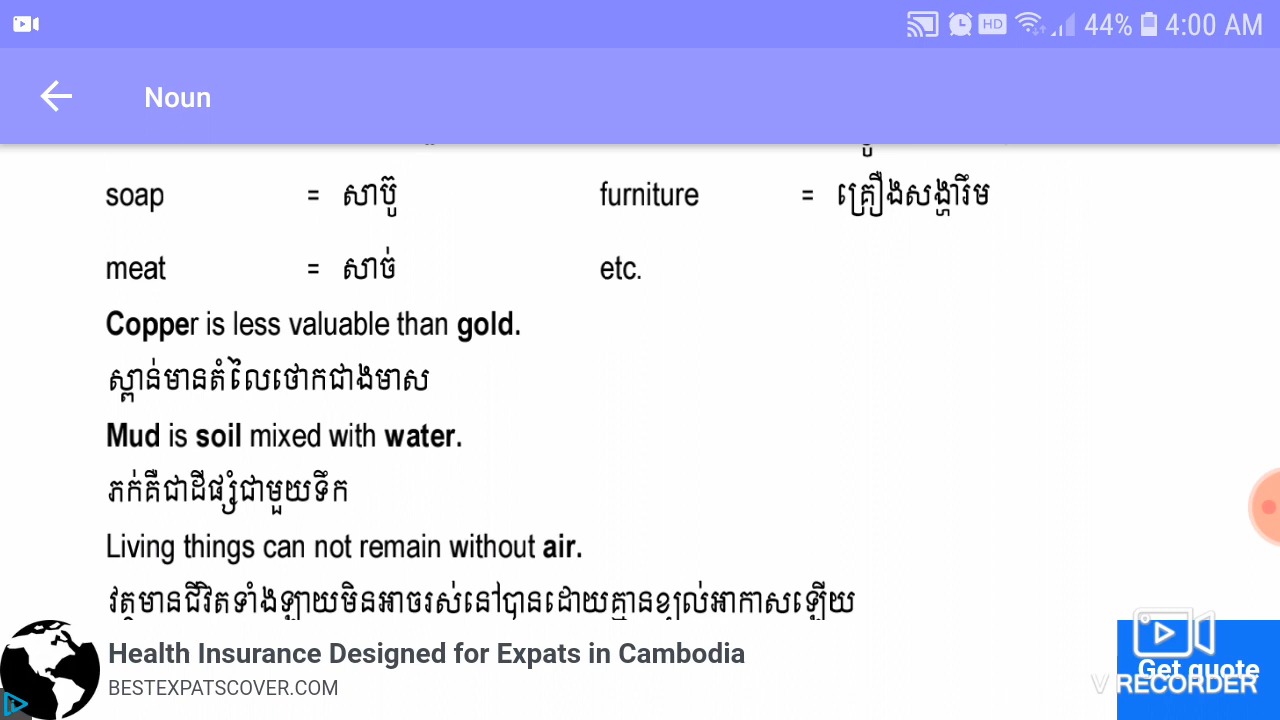 HD 44% 4:00 AM
Noun
soap = សាប៊ូ furniture = គ្រឿងសង្ហារឹម
meat = សាច់ etc.
Copper is less valuable than gold.
ស្ពាន់មានតំលៃថោកជាងមាស
Mud is soil mixed with water.
ភក់គឺជាដីផ្សំជាមួយទឹក
Living things can not remain without air.
វត្ថមានជីវិតទាំងឡាយមិនអាចរស់នៅបានដោយគ្មានខ្យល់អាកាសឡើយ
Health Insurance Designed for Expats in Cambodia
BESTEXPATSCOVER.COM
Get quote
V RECORDER